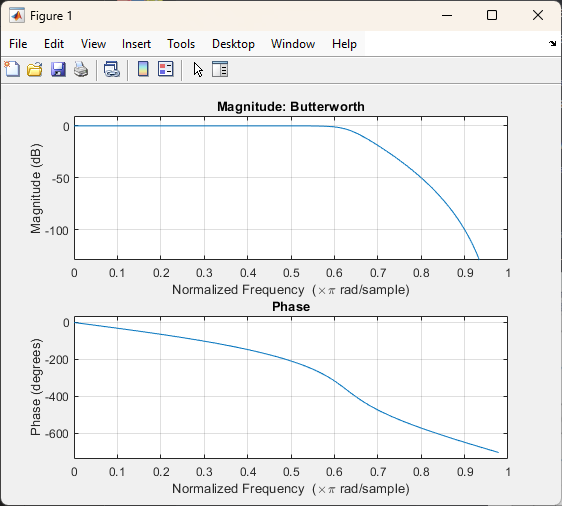 Figure 1
File Edit View Insert Tools Desktop Window Help
Magnitude: Butterworth
0
-50
-100
Magnitude (dB)
0 0.1 0.2 0.3 0.4 0.5 0.6 0.7 0.8 0.9 1
Normalized Frequency (×π rad/sample)
Phase
0
-200
-400
-600
Phase (degrees)
0 0.1 0.2 0.3 0.4 0.5 0.6 0.7 0.8 0.9 1
Normalized Frequency (×π rad/sample)